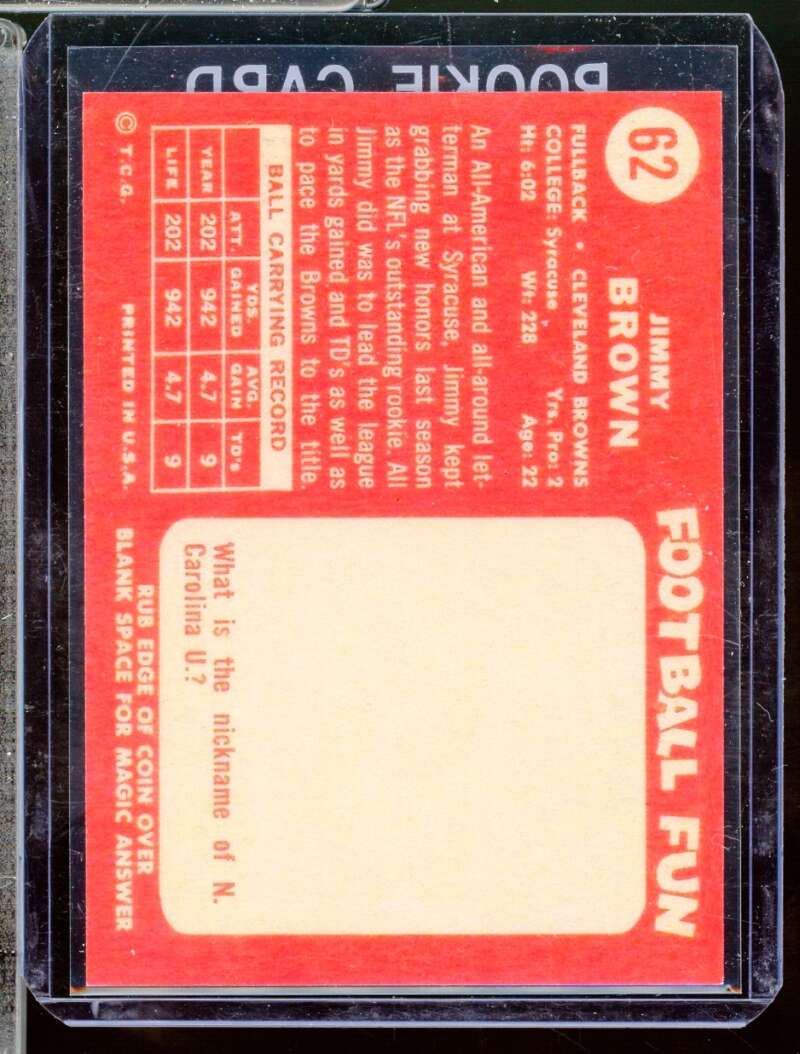 ROOKIE CARD
62
JIMMY
BROWN
FULLBACK • CLEVELAND BROWNS
COLLEGE: Syracuse Yrs. Pro: 2
Ht: 6:02 Wt: 228 Age: 22
An All-American and all-around let-
terman at Syracuse, Jimmy kept
grabbing new honors last season
as the NFL's outstanding rookie. All
Jimmy did was to lead the league
in yards gained and TD's as well as
to pace the Browns to the title.
BALL CARRYING RECORD
ATT. YDS. GAINED AVG. GAIN TD's
YEAR 202 942 4.7 9
LIFE 202 942 4.7 9
© T.C.G. PRINTED IN U.S.A.
FOOTBALL FUN
What is the nickname of N.
Carolina U.?
RUB EDGE OF COIN OVER
BLANK SPACE FOR MAGIC ANSWER